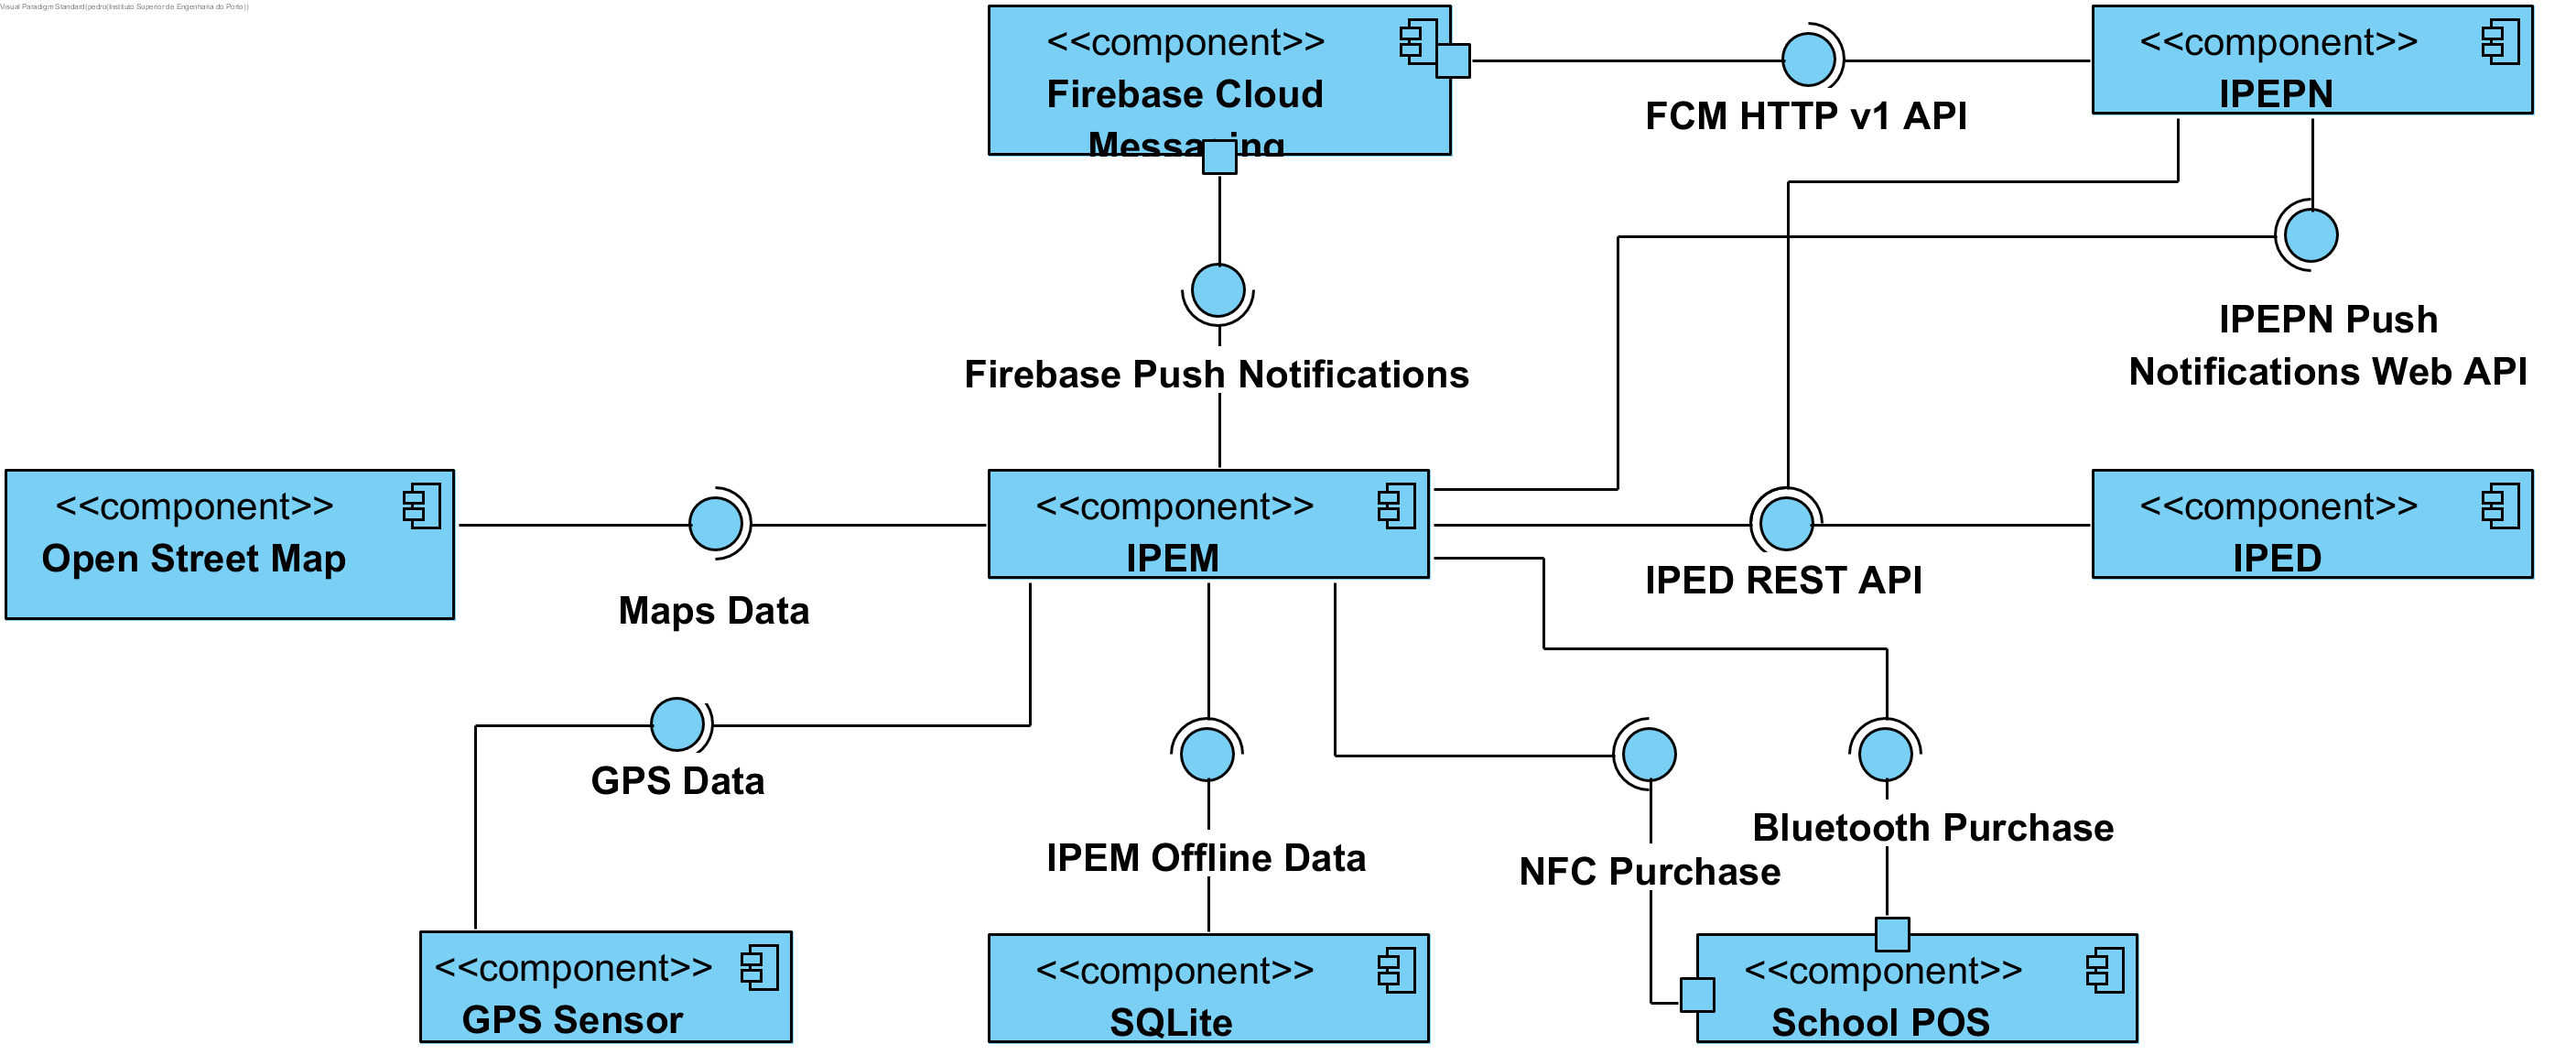 Visual Paradigm Standard(pedro(Instituto Superior de Engenharia do Porto))
<<component>>
Firebase Cloud
Messaging
<<component>>
IPEPN
FCM HTTP v1 API
IPEPN Push
Notifications Web API
Firebase Push Notifications
<<component>>
Open Street Map
<<component>>
IPEM
<<component>>
IPED
Maps Data
IPED REST API
GPS Data
IPEM Offline Data
NFC Purchase
Bluetooth Purchase
<<component>>
GPS Sensor
<<component>>
SQLite
<<component>>
School POS